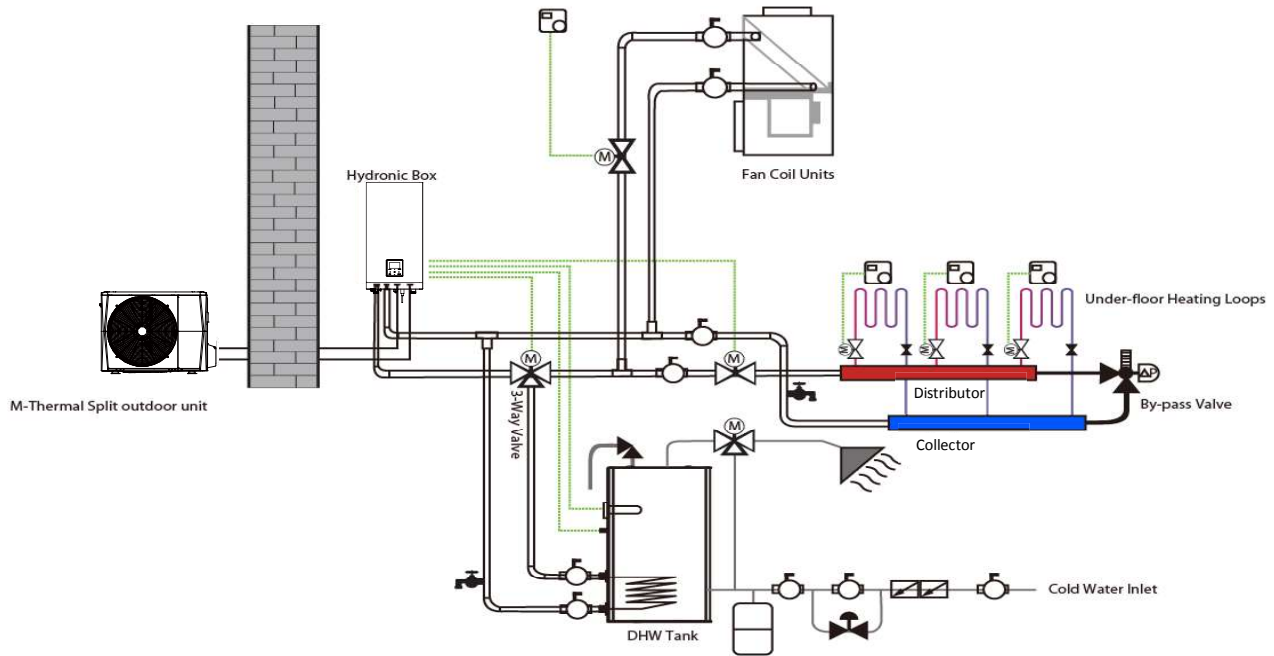 Hydronic Box
M
Fan Coil Units
M-Thermal Split outdoor unit
Under-floor Heating Loops
M
M
M
M
M
ΔP
Distributor
By-pass Valve
3-Way Valve
Collector
M
Cold Water Inlet
DHW Tank